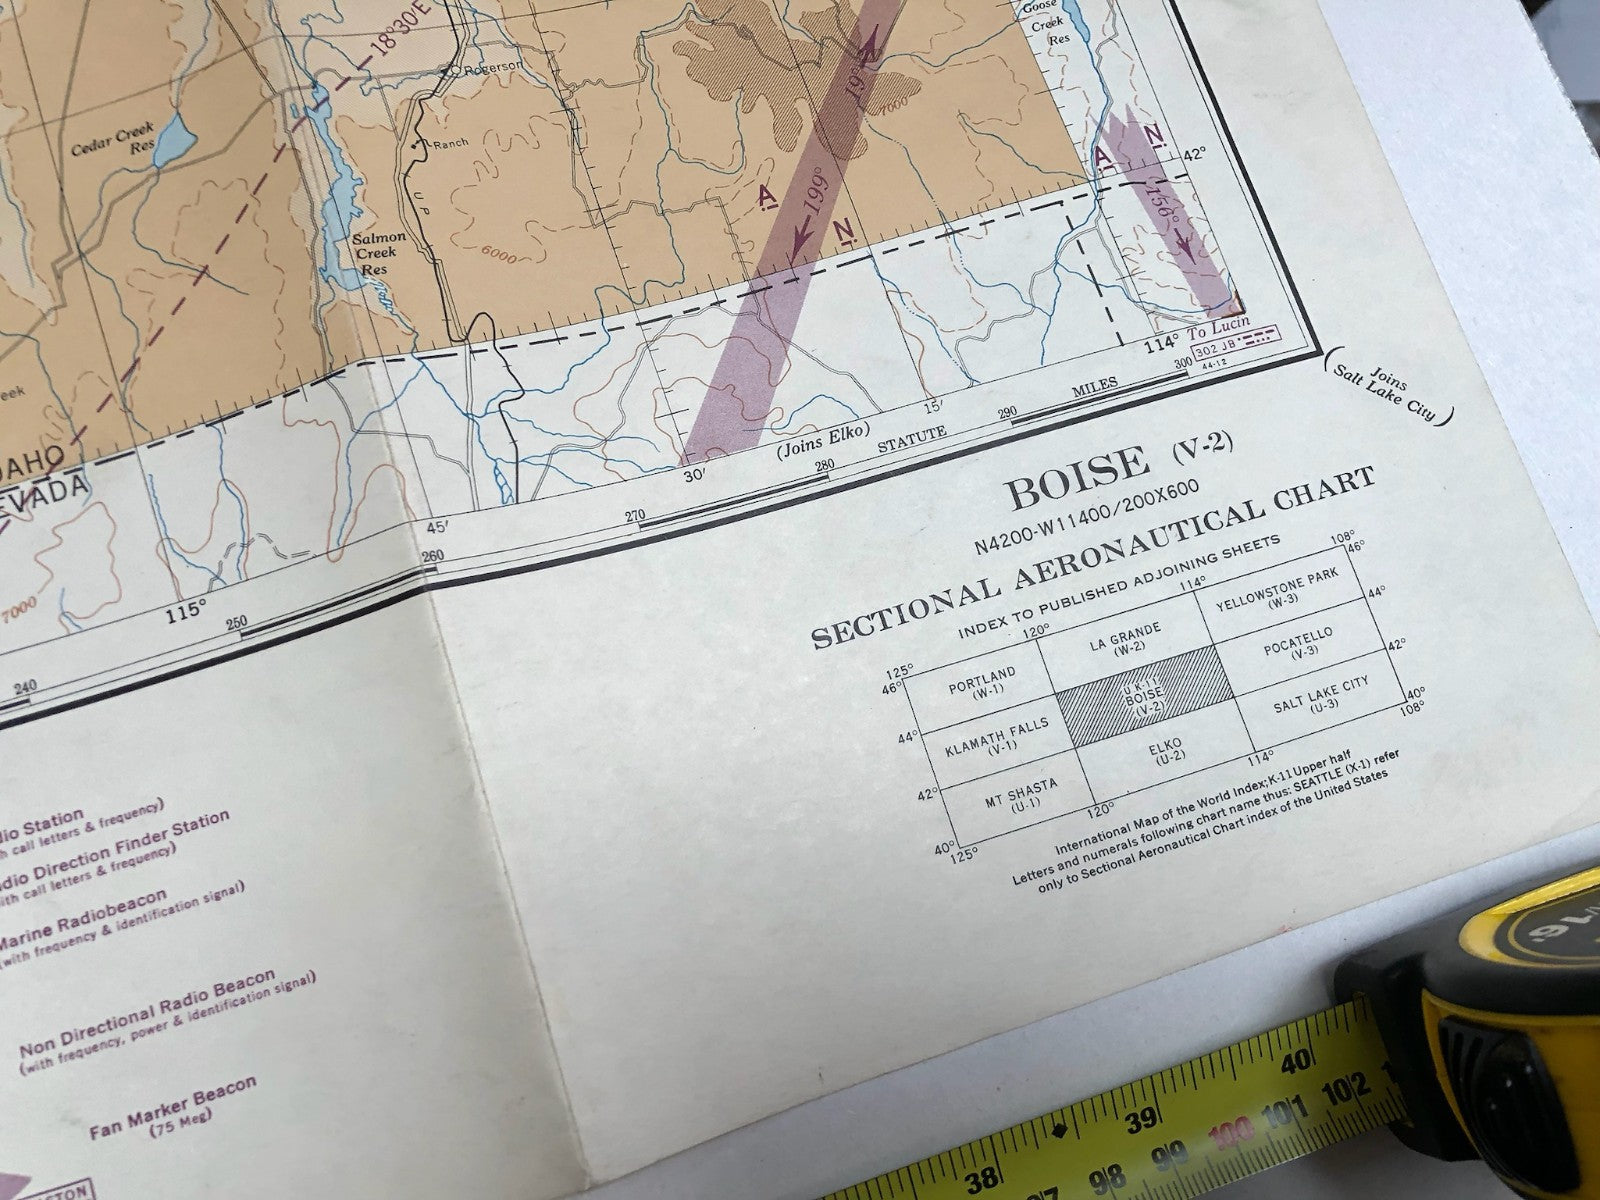 Goose
Creek
Res
18°30'E
Rogerson
Cedar Creek
Res
Ranch
19
7000
N
A
42°
U P
199°
A
N
156°
Salmon
Creek
Res
6000
To Lucin
114°
302 JB
44-12
(Joins
Salt Lake City)
(Joins Elko)
15'
30'
45'
115°
7000
240
250
260
270
280
STATUTE
290
MILES
300
BOISE (V-2)
N4200-W11400/200X600
SECTIONAL AERONAUTICAL CHART
INDEX TO PUBLISHED ADJOINING SHEETS
125°
120°
114°
108°
46°
46°
PORTLAND
(W-1)
LA GRANDE
(W-2)
YELLOWSTONE PARK
(W-3)
44°
44°
KLAMATH FALLS
(V-1)
BOISE
(V-2)
POCATELLO
(V-3)
42°
42°
MT SHASTA
(U-1)
ELKO
(U-2)
SALT LAKE CITY
(U-3)
40°
40°
125°
120°
114°
108°
International Map of the World Index; K-11 Upper half
Letters and numerals following chart name thus: SEATTLE (X-1) refer
only to Sectional Aeronautical Chart index of the United States
Station
call letters & frequency)
Direction Finder Station
call letters & frequency)
Marine Radiobeacon
(with frequency & identification signal)
Non Directional Radio Beacon
(with frequency, power & identification signal)
Fan Marker Beacon
(75 Meg)
38
39
40
98
99
100
101
102